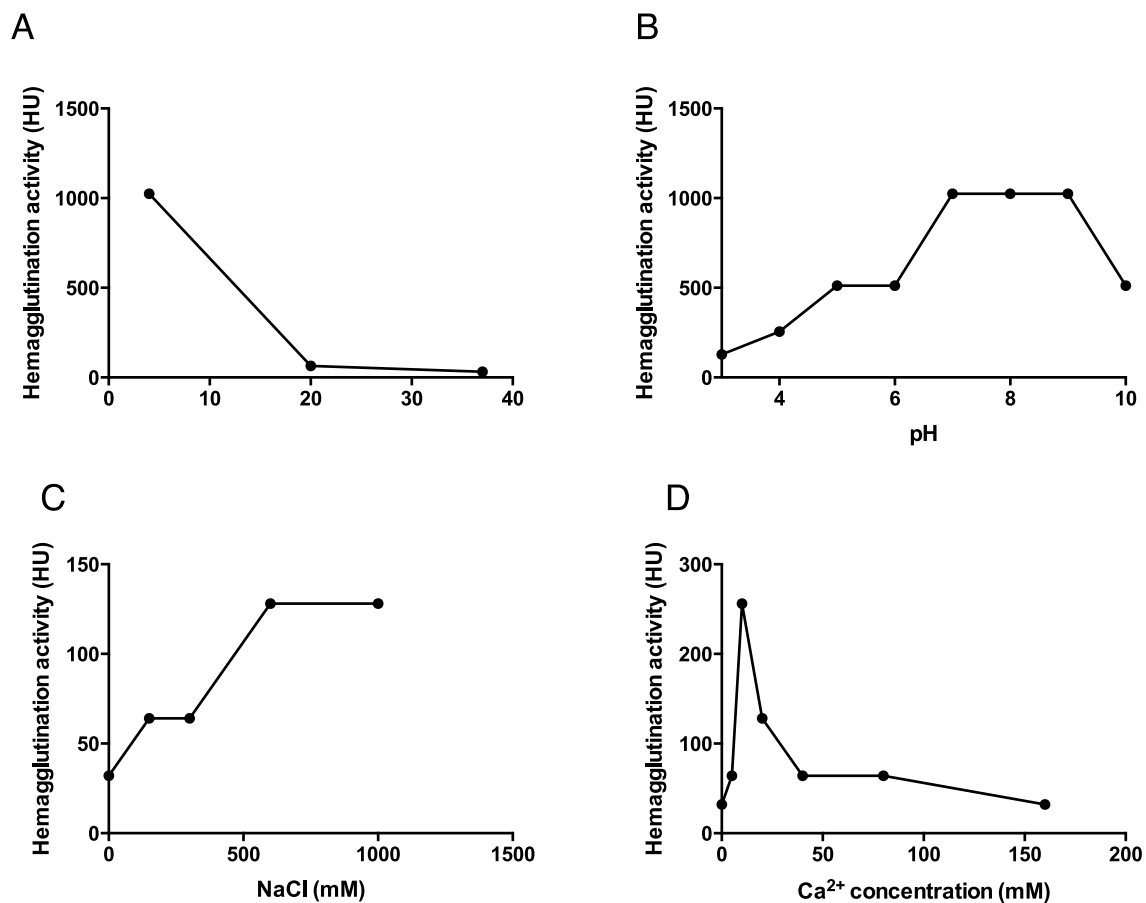 A
Hemagglutination activity (HU)
1500
1000
500
0
0 10 20 30 40
B
Hemagglutination activity (HU)
1500
1000
500
0
4 6 8 10
pH
C
Hemagglutination activity (HU)
150
100
50
0
0 500 1000 1500
NaCl (mM)
D
Hemagglutination activity (HU)
300
200
100
0
0 50 100 150 200
Ca²⁺ concentration (mM)